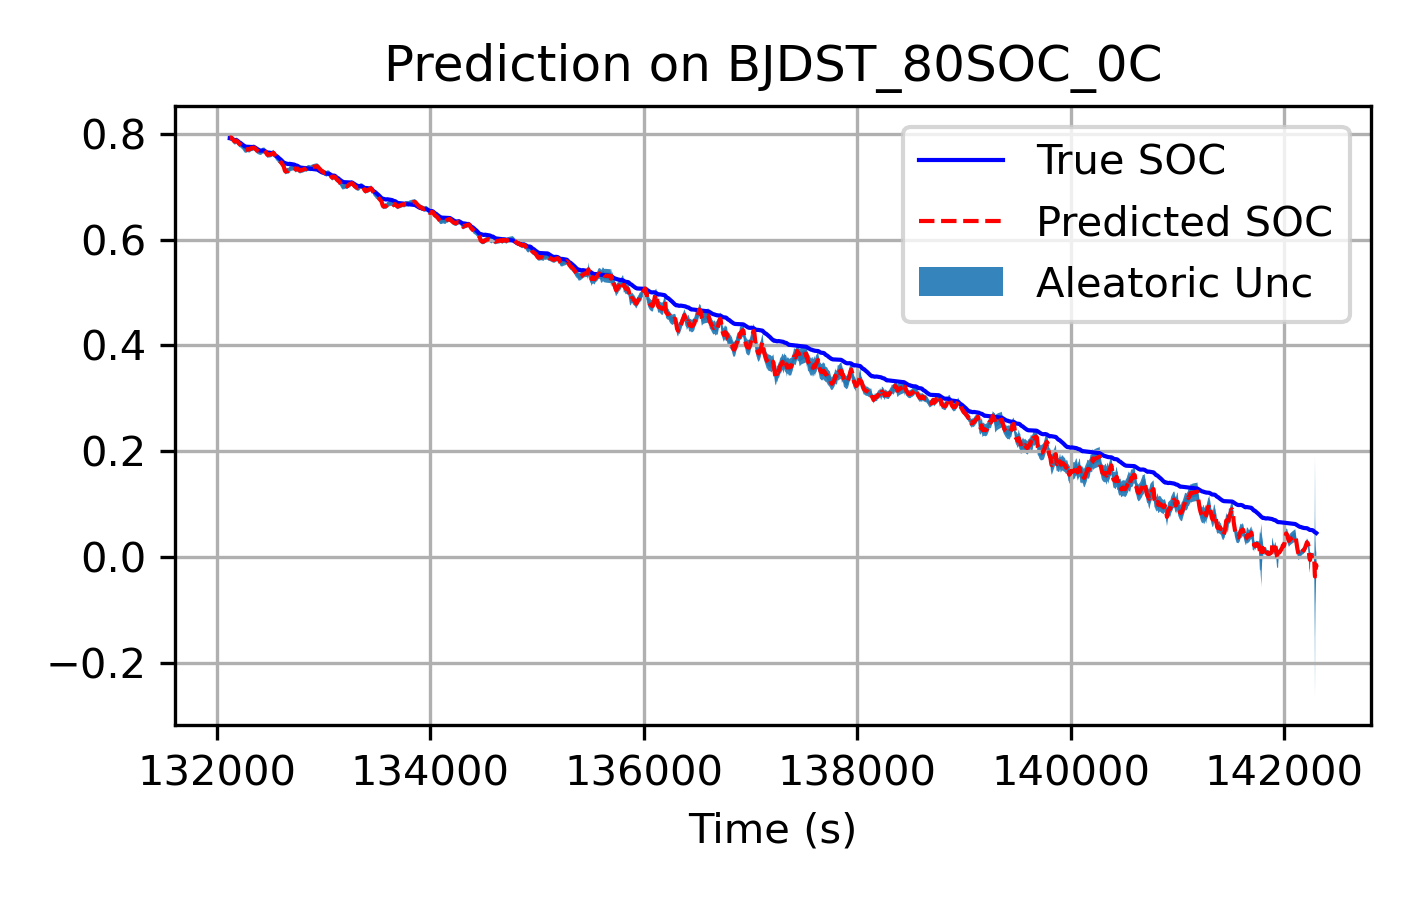 Prediction on BJDST_80SOC_0C
True SOC
Predicted SOC
Aleatoric Unc
0.8
0.6
0.4
0.2
0.0
−0.2
132000 134000 136000 138000 140000 142000
Time (s)